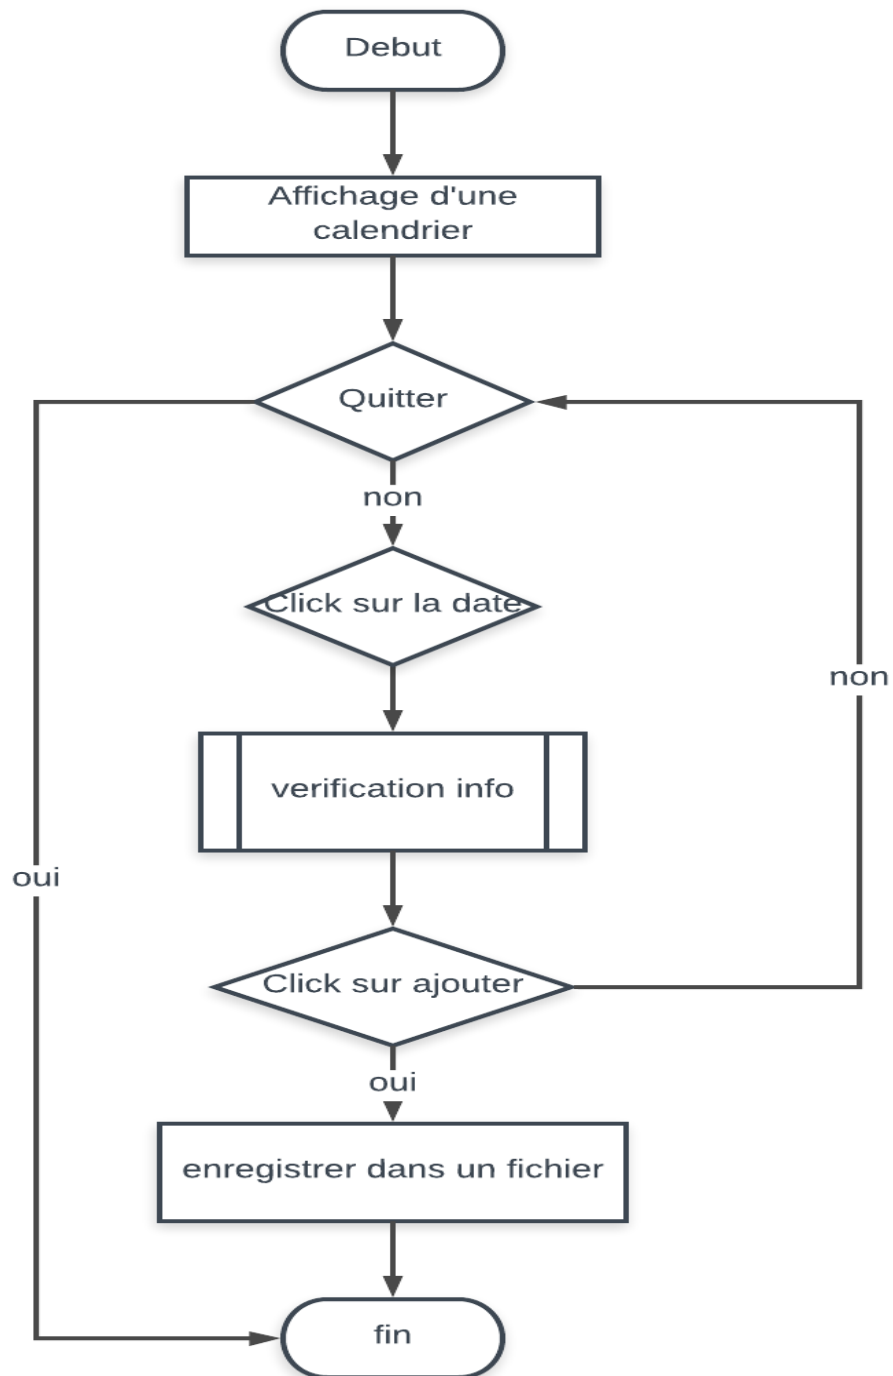 Debut
Affichage d'une
calendrier
Quitter
non
Click sur la date
non
verification info
oui
Click sur ajouter
oui
enregistrer dans un fichier
fin